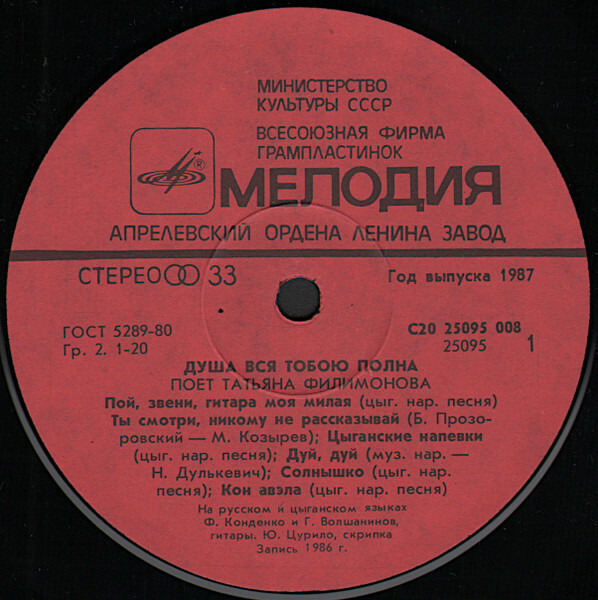 МИНИСТЕРСТВО
КУЛЬТУРЫ СССР
ВСЕСОЮЗНАЯ ФИРМА
ГРАМПЛАСТИНОК
®
МЕЛОДИЯ
АПРЕЛЕВСКИЙ ОРДЕНА ЛЕНИНА ЗАВОД
СТЕРЕО 33
Год выпуска 1987
ГОСТ 5289-80
Гр. 2. 1-20
С20 25095 008
25095 1
ДУША ВСЯ ТОБОЮ ПОЛНА
ПОЕТ ТАТЬЯНА ФИЛИМОНОВА
Пой, звени, гитара моя милая (цыг. нар. песня)
Ты смотри, никому не рассказывай (Б. Прозо-
ровский — М. Козырев); Цыганские напевки
(цыг. нар. песня); Дуй, дуй (муз. нар. —
Н. Дулькевич); Солнышко (цыг. нар.
песня); Кон авэла (цыг. нар. песня)
На русском и цыганском языках
Ф. Конденко и Г. Волшанинов,
гитары. Ю. Цурило, скрипка
Запись 1986 г.